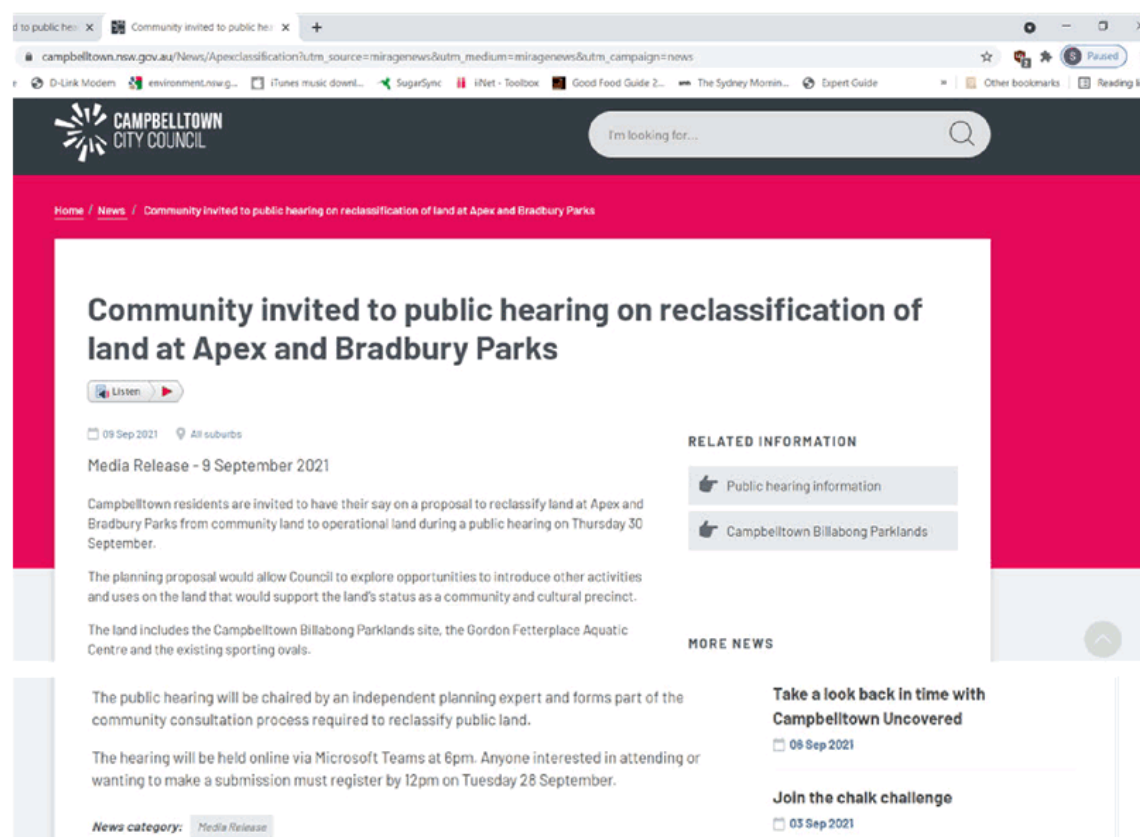 d to public hea
Community invited to public hea
campbelltown.nsw.gov.au/News/Apexclassification?utm_source=miragenews&utm_medium=miragenews&utm_campaign=news
S Paused
D-Link Modem
environment.nsw.g...
iTunes music downl...
SugarSync
iiNet - Toolbox
Good Food Guide 2...
The Sydney Mornin...
Expert Guide
»
Other bookmarks
Reading li
CAMPBELLTOWN
CITY COUNCIL
I'm looking for...
Home / News / Community invited to public hearing on reclassification of land at Apex and Bradbury Parks
Community invited to public hearing on reclassification of
land at Apex and Bradbury Parks
Listen
09 Sep 2021 All suburbs
Media Release - 9 September 2021
Campbelltown residents are invited to have their say on a proposal to reclassify land at Apex and
Bradbury Parks from community land to operational land during a public hearing on Thursday 30
September.
The planning proposal would allow Council to explore opportunities to introduce other activities
and uses on the land that would support the land's status as a community and cultural precinct.
The land includes the Campbelltown Billabong Parklands site, the Gordon Fetterplace Aquatic
Centre and the existing sporting ovals.
The public hearing will be chaired by an independent planning expert and forms part of the
community consultation process required to reclassify public land.
The hearing will be held online via Microsoft Teams at 6pm. Anyone interested in attending or
wanting to make a submission must register by 12pm on Tuesday 28 September.
News category: Media Release
RELATED INFORMATION
Public hearing information
Campbelltown Billabong Parklands
MORE NEWS
Take a look back in time with
Campbelltown Uncovered
06 Sep 2021
Join the chalk challenge
03 Sep 2021